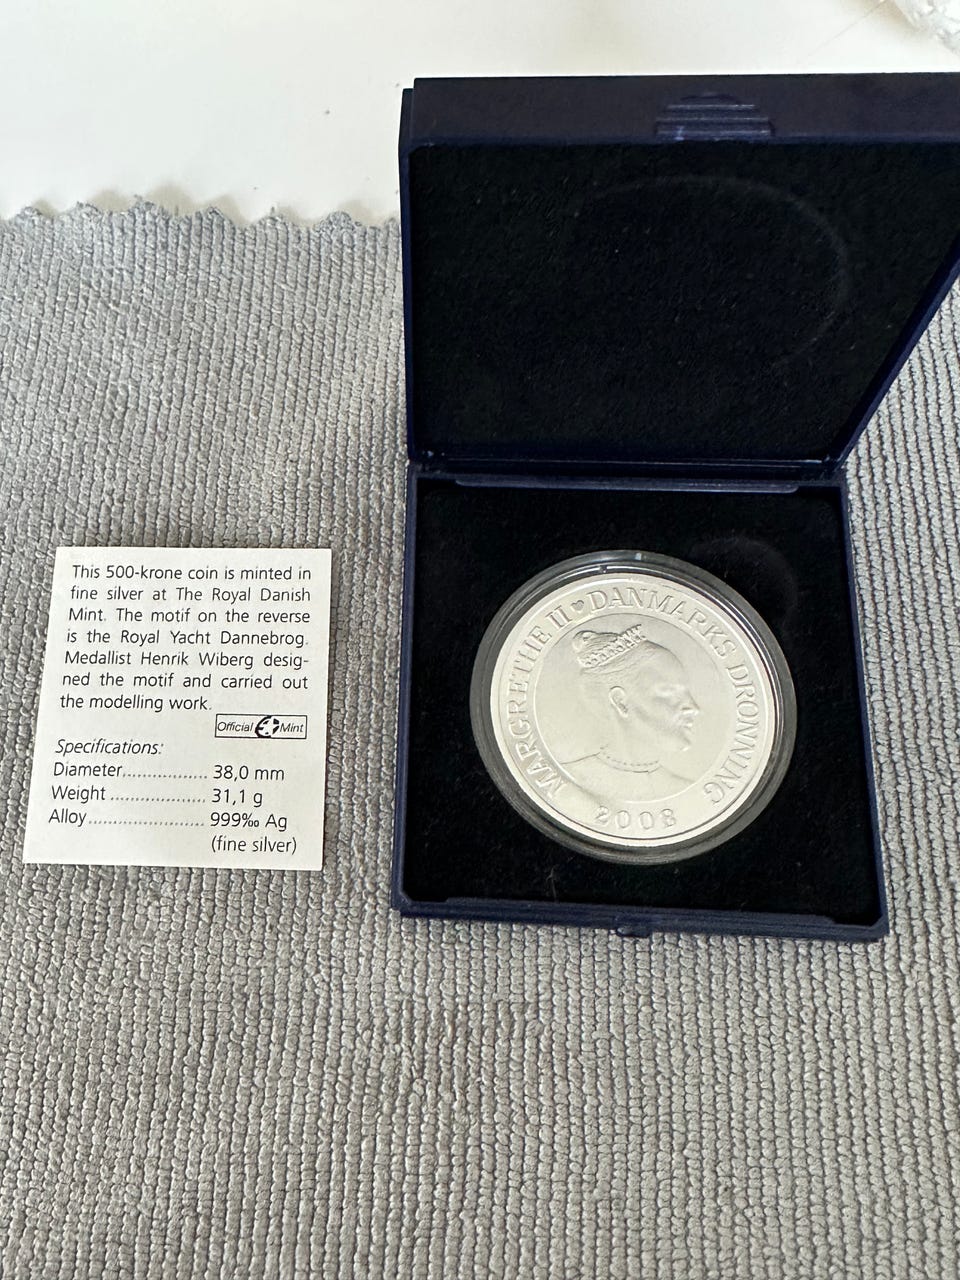 This 500-krone coin is minted in
fine silver at The Royal Danish
Mint. The motif on the reverse
is the Royal Yacht Dannebrog.
Medallist Henrik Wiberg desig-
ned the motif and carried out
the modelling work.
Official Mint
Specifications:
Diameter................. 38,0 mm
Weight .................... 31,1 g
Alloy........................ 999‰ Ag
(fine silver)
MARGRETHE II ♥ DANMARKS DRONNING
2008